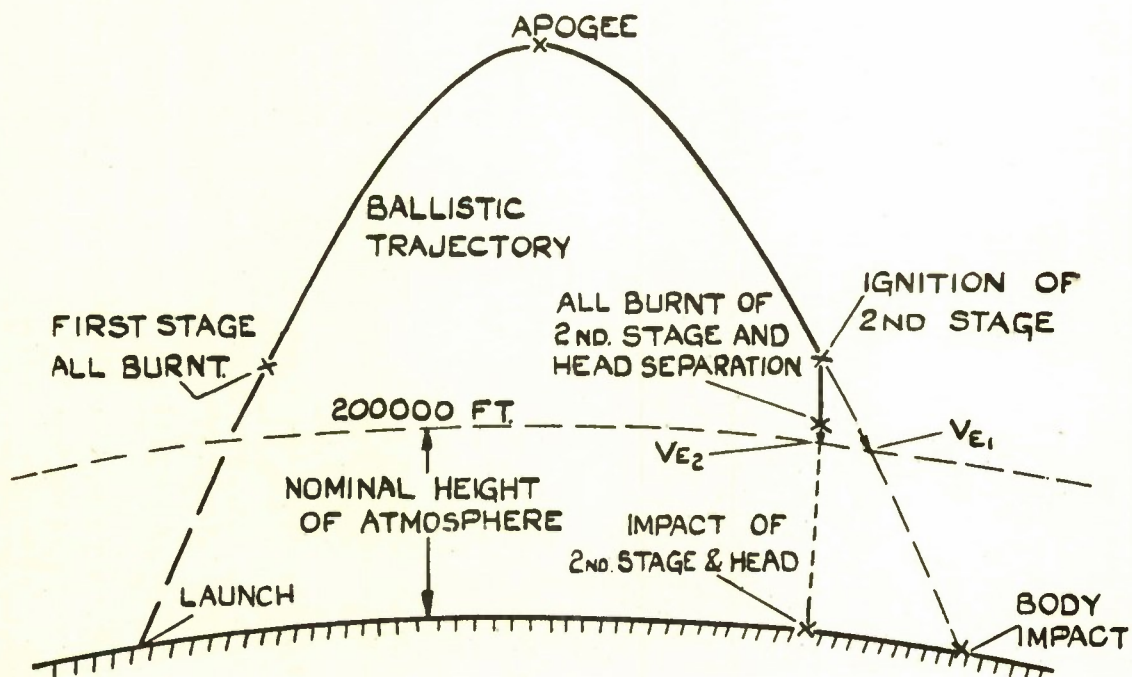 APOGEE
BALLISTIC
TRAJECTORY
FIRST STAGE
ALL BURNT.
ALL BURNT OF
2ND. STAGE AND
HEAD SEPARATION
IGNITION OF
2ND STAGE
200000 FT.
VE2
VE1
NOMINAL HEIGHT
OF ATMOSPHERE
IMPACT OF
2ND. STAGE & HEAD
LAUNCH
BODY
IMPACT